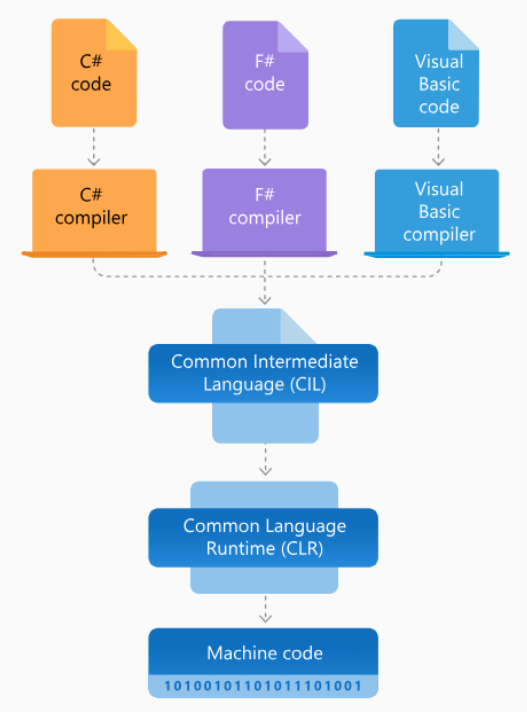 C#
code
F#
code
Visual
Basic
code
C#
compiler
F#
compiler
Visual
Basic
compiler
Common Intermediate
Language (CIL)
Common Language
Runtime (CLR)
Machine code
10100101101011101001